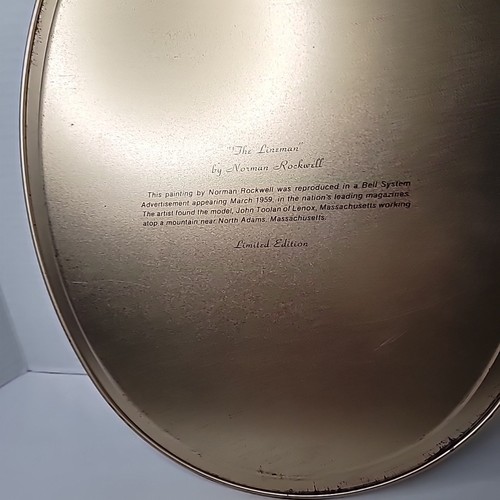 "The Lineman"
by Norman Rockwell
This painting by Norman Rockwell was reproduced in a Bell System
Advertisement appearing March 1959, in the nation's leading magazines.
The artist found the model, John Toolan of Lenox, Massachusetts working
atop a mountain near North Adams, Massachusetts.
Limited Edition